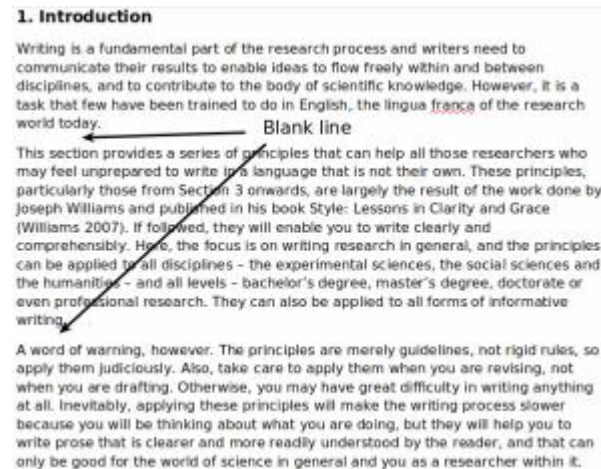 1. Introduction
Writing is a fundamental part of the research process and writers need to
communicate their results to enable ideas to flow freely within and between
disciplines, and to contribute to the body of scientific knowledge. However, it is a
task that few have been trained to do in English, the lingua franca of the research
world today.
Blank line
This section provides a series of principles that can help all those researchers who
may feel unprepared to write in a language that is not their own. These principles,
particularly those from Section 3 onwards, are largely the result of the work done by
Joseph Williams and published in his book Style: Lessons in Clarity and Grace
(Williams 2007). If followed, they will enable you to write clearly and
comprehensibly. Here, the focus is on writing research in general, and the principles
can be applied to all disciplines – the experimental sciences, the social sciences and
the humanities – and all levels – bachelor's degree, master's degree, doctorate or
even professional research. They can also be applied to all forms of informative
writing.
A word of warning, however. The principles are merely guidelines, not rigid rules, so
apply them judiciously. Also, take care to apply them when you are revising, not
when you are drafting. Otherwise, you may have great difficulty in writing anything
at all. Inevitably, applying these principles will make the writing process slower
because you will be thinking about what you are doing, but they will help you to
write prose that is clearer and more readily understood by the reader, and that can
only be good for the world of science in general and you as a researcher within it.